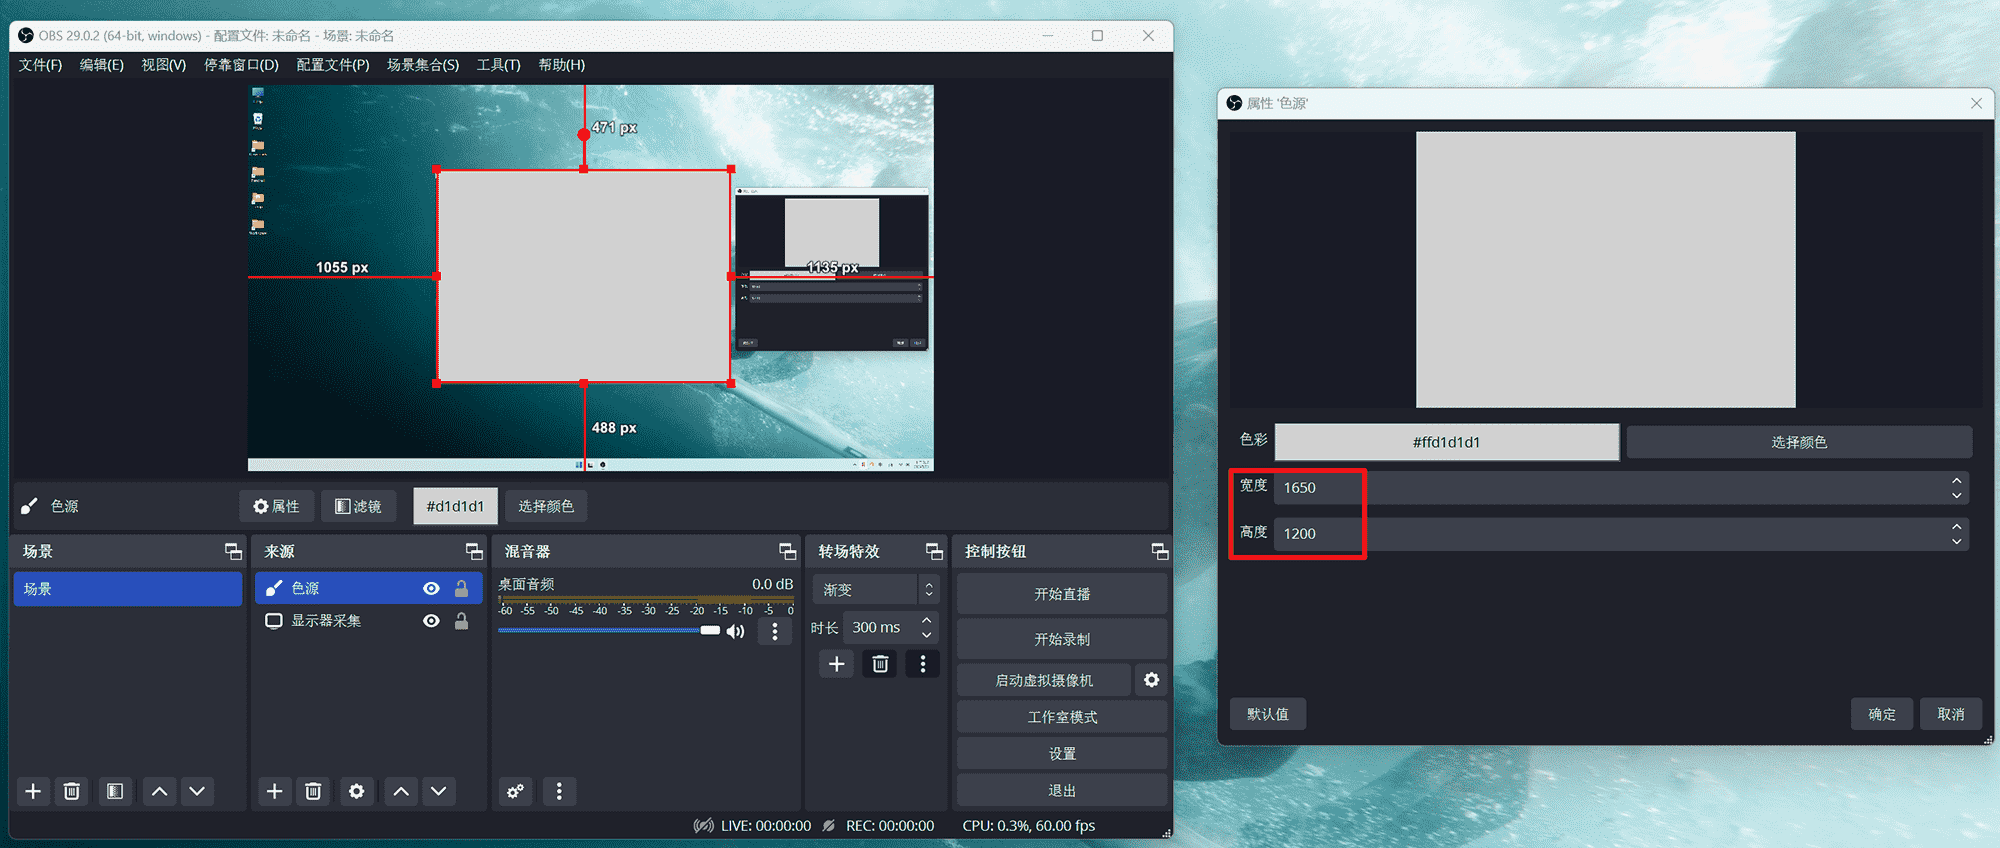 OBS 29.0.2 (64-bit, windows) - 配置文件: 未命名 - 场景: 未命名
文件(F) 编辑(E) 视图(V) 停靠窗口(D) 配置文件(P) 场景集合(S) 工具(T) 帮助(H)
471 px
1055 px
1135 px
488 px
色源 属性 滤镜 #d1d1d1 选择颜色
场景
场景
来源
色源
显示器采集
混音器
桌面音频 0.0 dB
-60 -55 -50 -45 -40 -35 -30 -25 -20 -15 -10 -5 0
转场特效
渐变
时长 300 ms
控制按钮
开始直播
开始录制
启动虚拟摄像机
工作室模式
设置
退出
LIVE: 00:00:00 REC: 00:00:00 CPU: 0.3%, 60.00 fps
属性 '色源'
色彩 #ffd1d1d1 选择颜色
宽度 1650
高度 1200
默认值 确定 取消